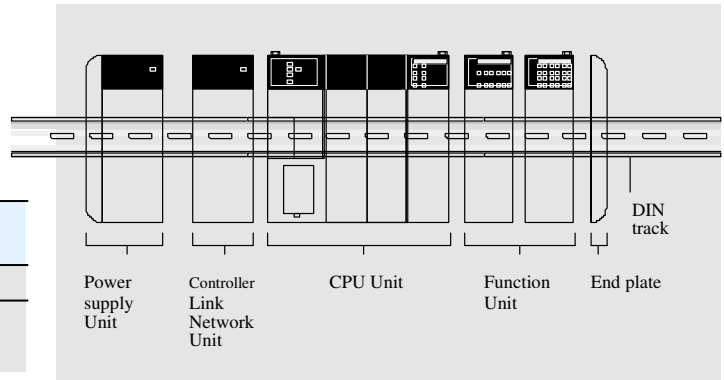 DIN
track
Power
supply
Unit
Controller
Link
Network
Unit
CPU Unit
Function
Unit
End plate